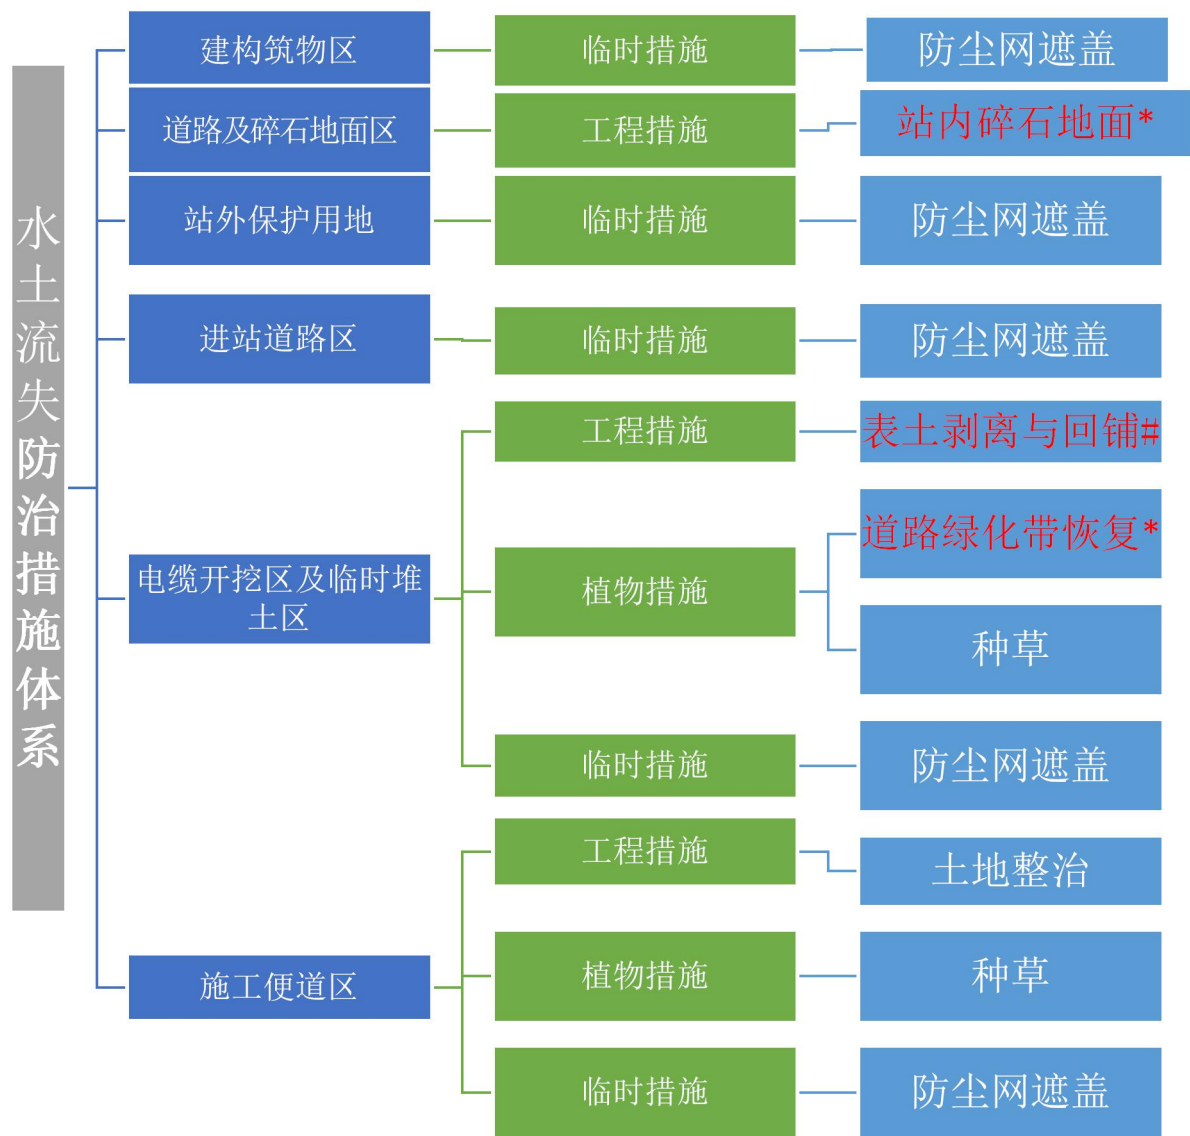 水土流失防治措施体系
建构筑物区
临时措施
防尘网遮盖
道路及碎石地面区
工程措施
站内碎石地面*
站外保护用地
临时措施
防尘网遮盖
进站道路区
临时措施
防尘网遮盖
电缆开挖区及临时堆
土区
工程措施
表土剥离与回铺#
植物措施
道路绿化带恢复*
种草
临时措施
防尘网遮盖
施工便道区
工程措施
土地整治
植物措施
种草
临时措施
防尘网遮盖